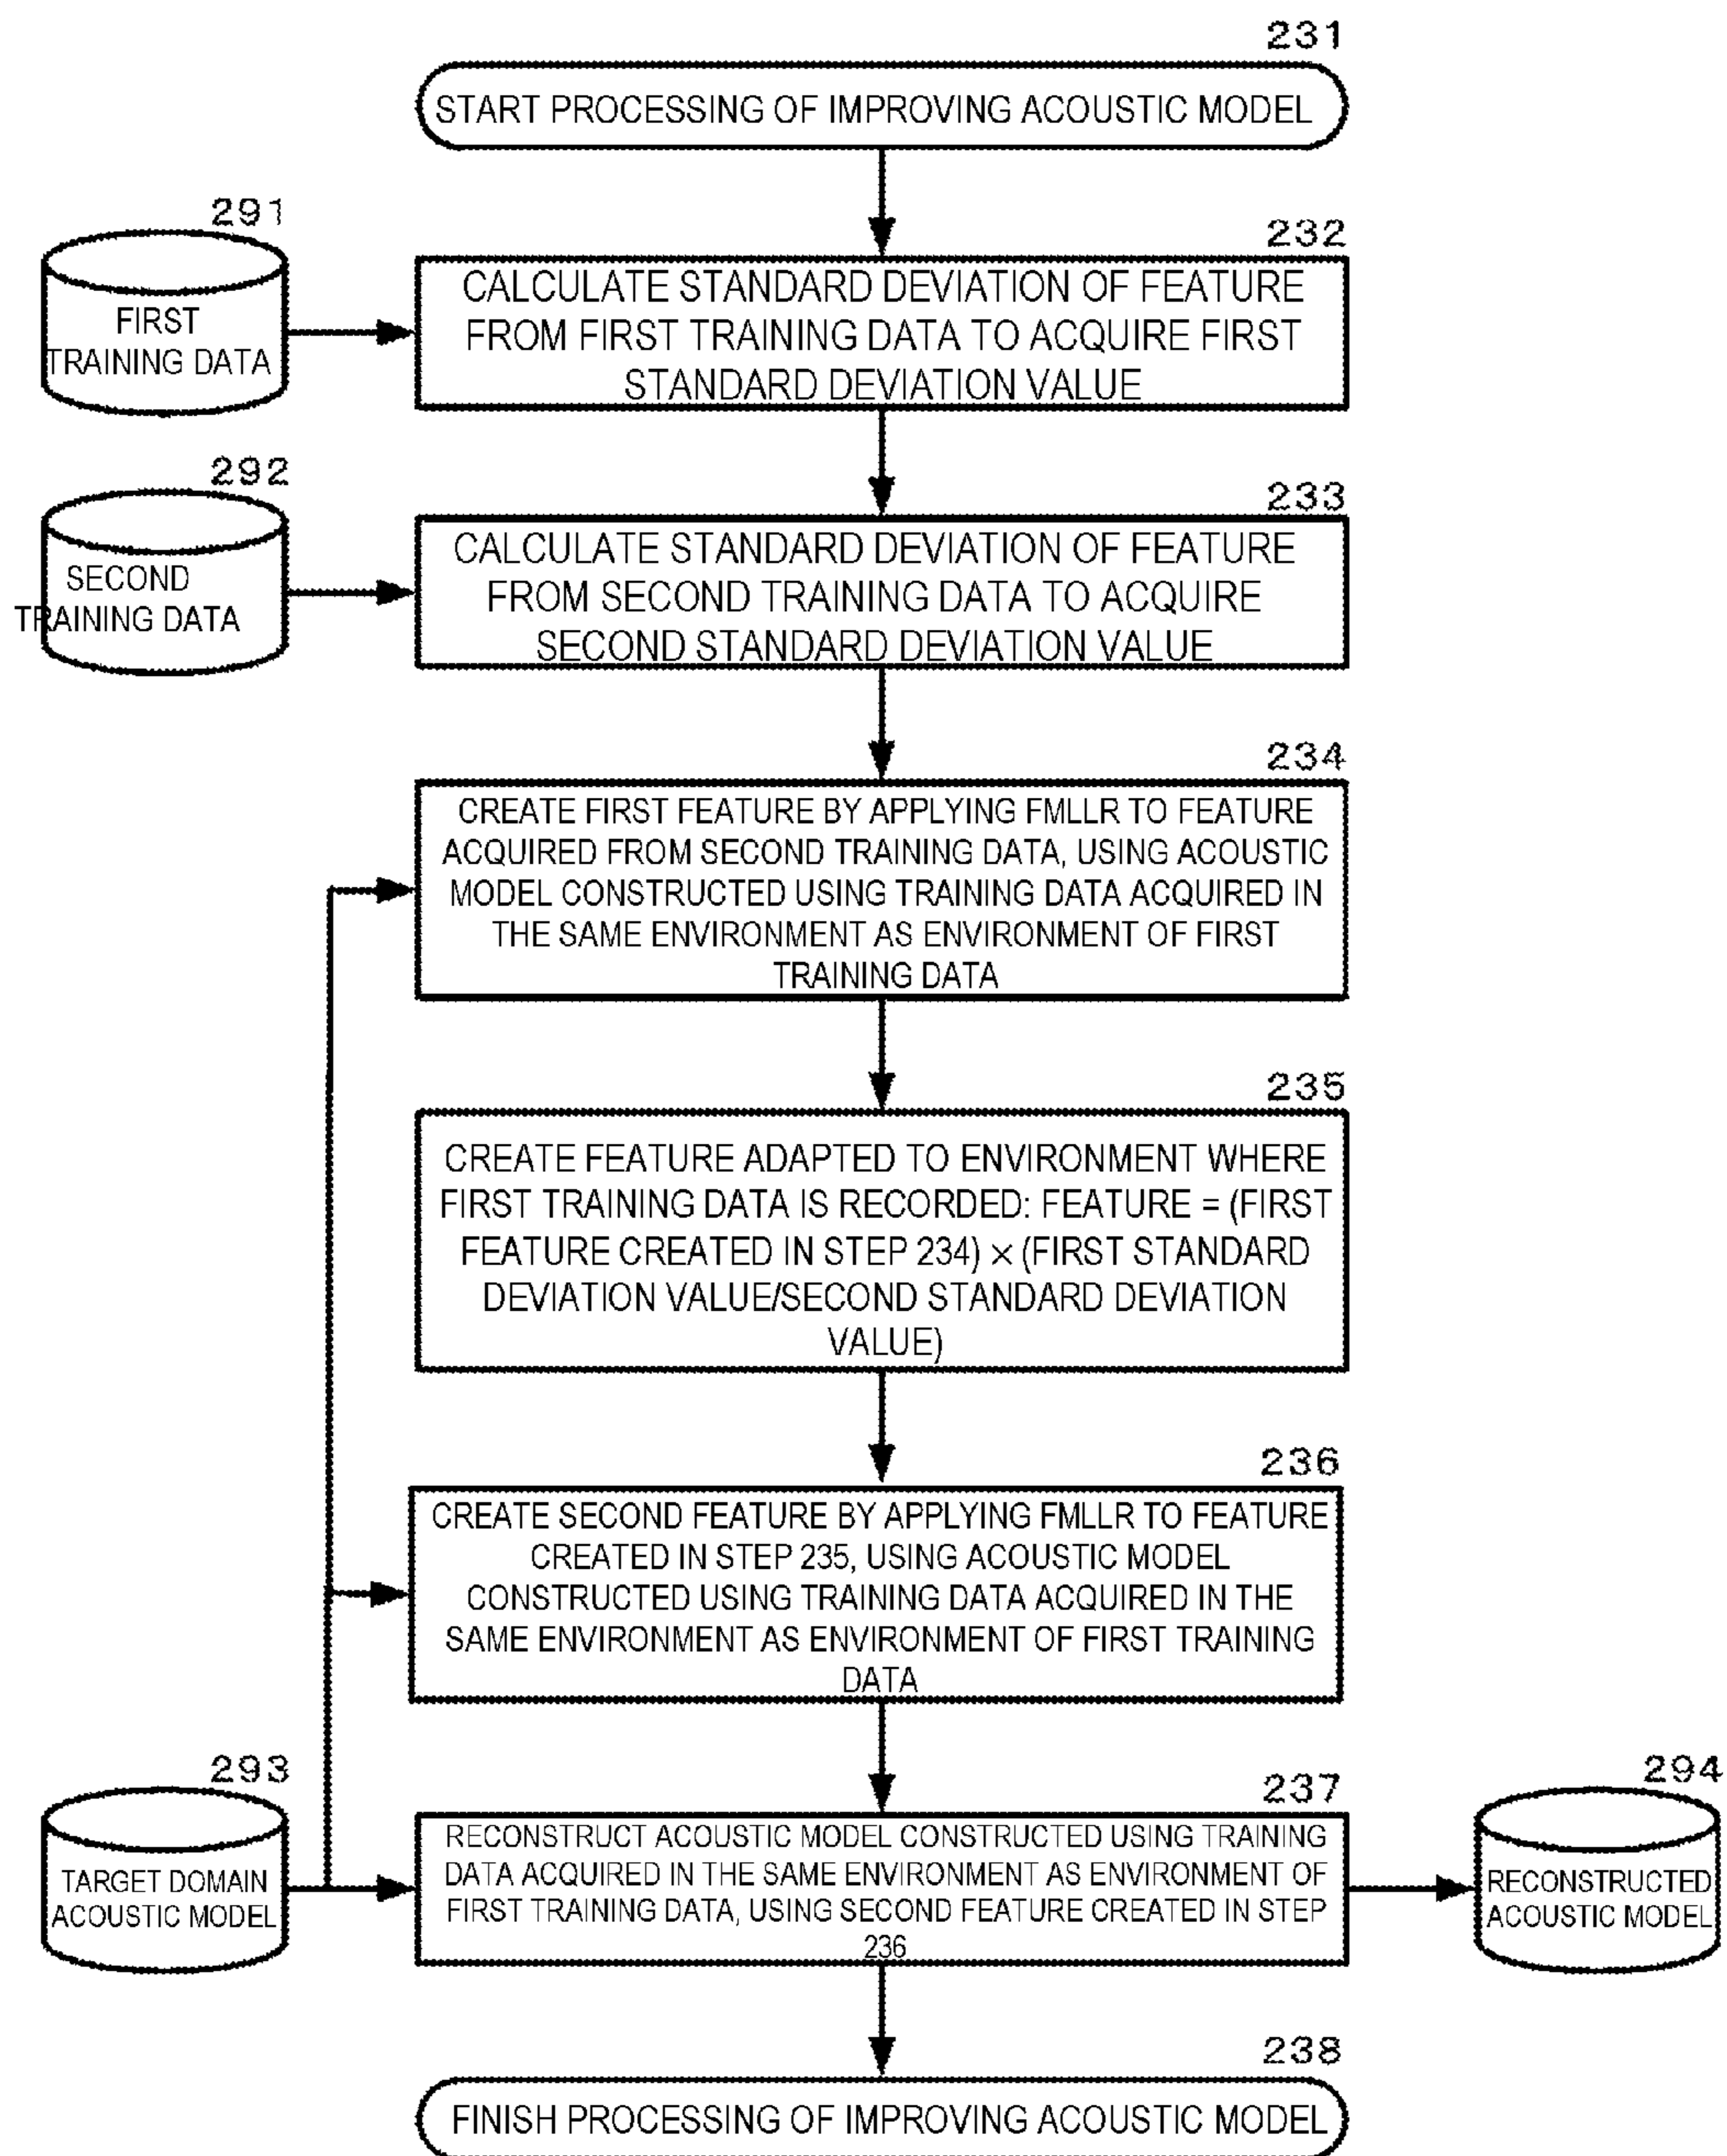 231
START PROCESSING OF IMPROVING ACOUSTIC MODEL
291
FIRST
TRAINING DATA
232
CALCULATE STANDARD DEVIATION OF FEATURE
FROM FIRST TRAINING DATA TO ACQUIRE FIRST
STANDARD DEVIATION VALUE
292
SECOND
TRAINING DATA
233
CALCULATE STANDARD DEVIATION OF FEATURE
FROM SECOND TRAINING DATA TO ACQUIRE
SECOND STANDARD DEVIATION VALUE
234
CREATE FIRST FEATURE BY APPLYING FMLLR TO FEATURE
ACQUIRED FROM SECOND TRAINING DATA, USING ACOUSTIC
MODEL CONSTRUCTED USING TRAINING DATA ACQUIRED IN
THE SAME ENVIRONMENT AS ENVIRONMENT OF FIRST
TRAINING DATA
235
CREATE FEATURE ADAPTED TO ENVIRONMENT WHERE
FIRST TRAINING DATA IS RECORDED: FEATURE = (FIRST
FEATURE CREATED IN STEP 234) × (FIRST STANDARD
DEVIATION VALUE/SECOND STANDARD DEVIATION
VALUE)
236
CREATE SECOND FEATURE BY APPLYING FMLLR TO FEATURE
CREATED IN STEP 235, USING ACOUSTIC MODEL
CONSTRUCTED USING TRAINING DATA ACQUIRED IN THE
SAME ENVIRONMENT AS ENVIRONMENT OF FIRST TRAINING
DATA
293
TARGET DOMAIN
ACOUSTIC MODEL
237
RECONSTRUCT ACOUSTIC MODEL CONSTRUCTED USING TRAINING
DATA ACQUIRED IN THE SAME ENVIRONMENT AS ENVIRONMENT OF
FIRST TRAINING DATA, USING SECOND FEATURE CREATED IN STEP
236
294
RECONSTRUCTED
ACOUSTIC MODEL
238
FINISH PROCESSING OF IMPROVING ACOUSTIC MODEL